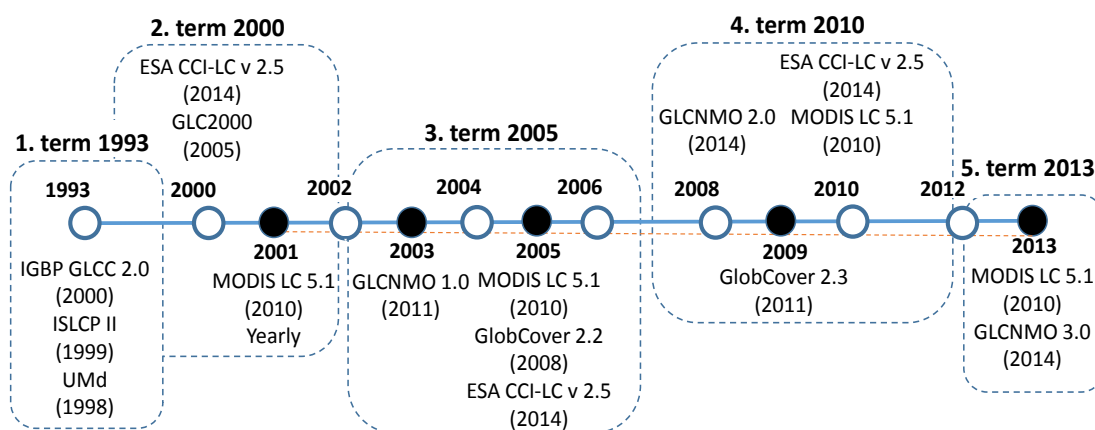 1. term 1993
1993
IGBP GLCC 2.0
(2000)
ISLCP II
(1999)
UMd
(1998)
2. term 2000
ESA CCI-LC v 2.5
(2014)
GLC2000
(2005)
2000
2002
2001
MODIS LC 5.1
(2010)
Yearly
3. term 2005
2004
2006
2003
GLCNMO 1.0
(2011)
2005
MODIS LC 5.1
(2010)
GlobCover 2.2
(2008)
ESA CCI-LC v 2.5
(2014)
4. term 2010
ESA CCI-LC v 2.5
(2014)
GLCNMO 2.0
(2014)
MODIS LC 5.1
(2010)
2008
2010
2012
2009
GlobCover 2.3
(2011)
5. term 2013
2013
MODIS LC 5.1
(2010)
GLCNMO 3.0
(2014)